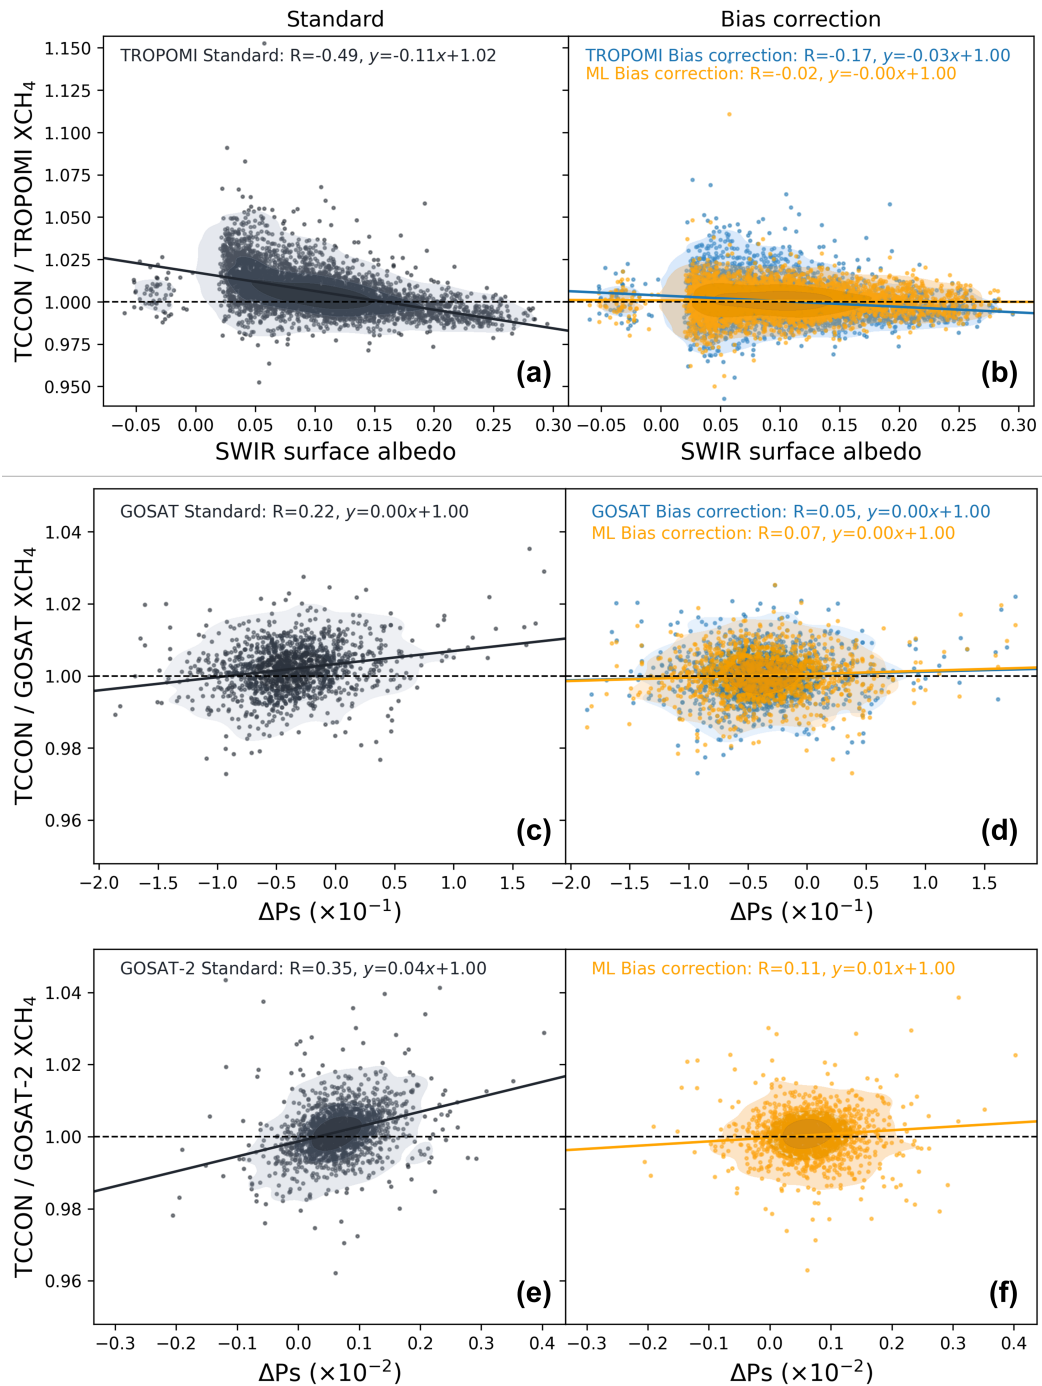 Standard
Bias correction
TCCON / TROPOMI XCH₄
1.150
1.125
1.100
1.075
1.050
1.025
1.000
0.975
0.950
TROPOMI Standard: R=-0.49, y=-0.11x+1.02
(a)
−0.05 0.00 0.05 0.10 0.15 0.20 0.25 0.30
SWIR surface albedo
TROPOMI Bias correction: R=-0.17, y=-0.03x+1.00
ML Bias correction: R=-0.02, y=-0.00x+1.00
(b)
−0.05 0.00 0.05 0.10 0.15 0.20 0.25 0.30
SWIR surface albedo
TCCON / GOSAT XCH₄
1.04
1.02
1.00
0.98
0.96
GOSAT Standard: R=0.22, y=0.00x+1.00
(c)
−2.0 −1.5 −1.0 −0.5 0.0 0.5 1.0 1.5
ΔPs (×10⁻¹)
GOSAT Bias correction: R=0.05, y=0.00x+1.00
ML Bias correction: R=0.07, y=0.00x+1.00
(d)
−2.0 −1.5 −1.0 −0.5 0.0 0.5 1.0 1.5
ΔPs (×10⁻¹)
TCCON / GOSAT-2 XCH₄
1.04
1.02
1.00
0.98
0.96
GOSAT-2 Standard: R=0.35, y=0.04x+1.00
(e)
−0.3 −0.2 −0.1 0.0 0.1 0.2 0.3 0.4
ΔPs (×10⁻²)
ML Bias correction: R=0.11, y=0.01x+1.00
(f)
−0.3 −0.2 −0.1 0.0 0.1 0.2 0.3 0.4
ΔPs (×10⁻²)